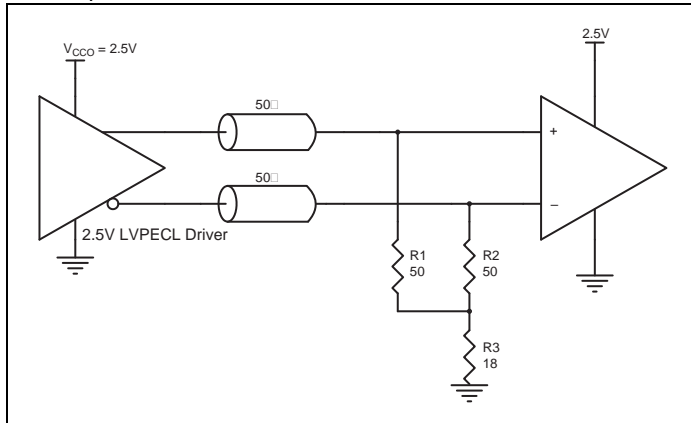 V_CCO = 2.5V
2.5V
50□
+
50□
–
2.5V LVPECL Driver
R1
50
R2
50
R3
18